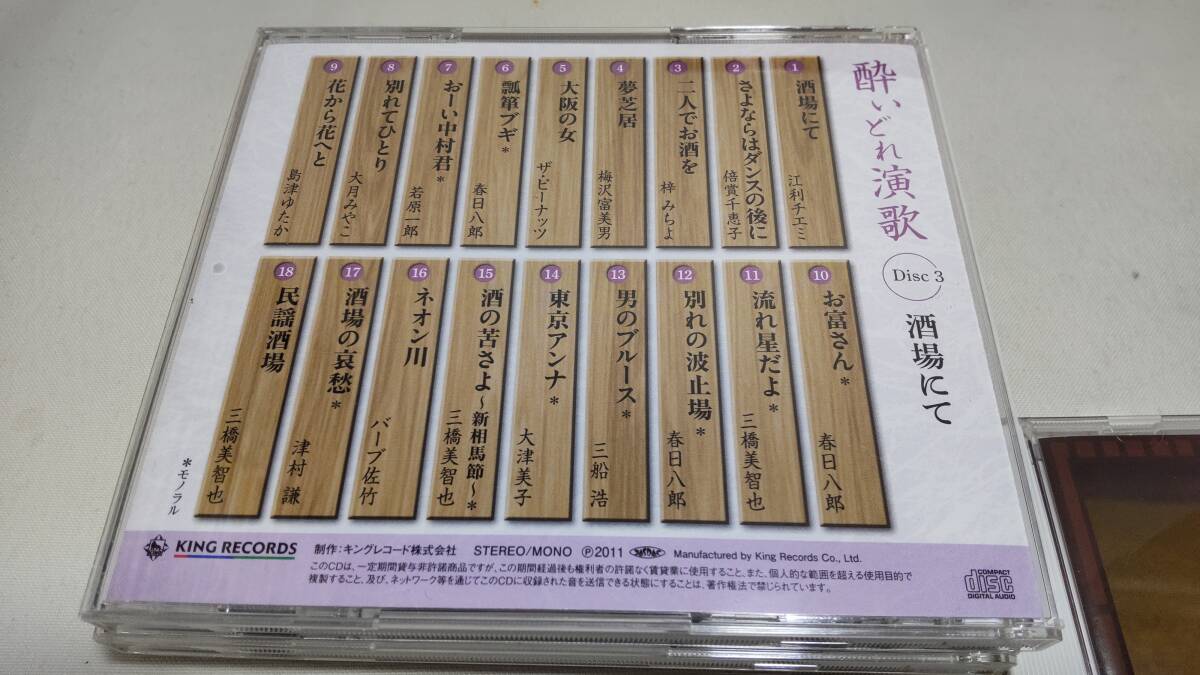 酔いどれ演歌
Disc 3
酒場にて
1
酒場にて
江利チエミ
2
さよならはダンスの後に
倍賞千恵子
3
二人でお酒を
梓 みちよ
4
夢芝居
梅沢富美男
5
大阪の女
ザ・ピーナッツ
6
瓢箪ブギ*
春日八郎
7
おーい中村君*
若原一郎
8
別れてひとり
大月みやこ
9
花から花へと
島津ゆたか
10
お富さん*
春日八郎
11
流れ星だよ*
三橋美智也
12
別れの波止場*
春日八郎
13
男のブルース*
三船 浩
14
東京アンナ*
大津美子
15
酒の苦さよ~新相馬節~*
三橋美智也
16
ネオン川
バーブ佐竹
17
酒場の哀愁*
津村 謙
18
民謡酒場
三橋美智也
*モノラル
KING RECORDS 制作:キングレコード株式会社 STEREO/MONO Ⓟ2011 JASRAC Manufactured by King Records Co., Ltd.
このCDは、一定期間貸与非許諾商品ですが、この期間経過後も権利者の許諾なく賃貸業に使用すること、また、個人的な範囲を超える使用目的で
複製すること、及び、ネットワーク等を通じてこのCDに収録された音を送信できる状態にすることは、著作権法で禁じられています。
COMPACT
disc
DIGITAL AUDIO